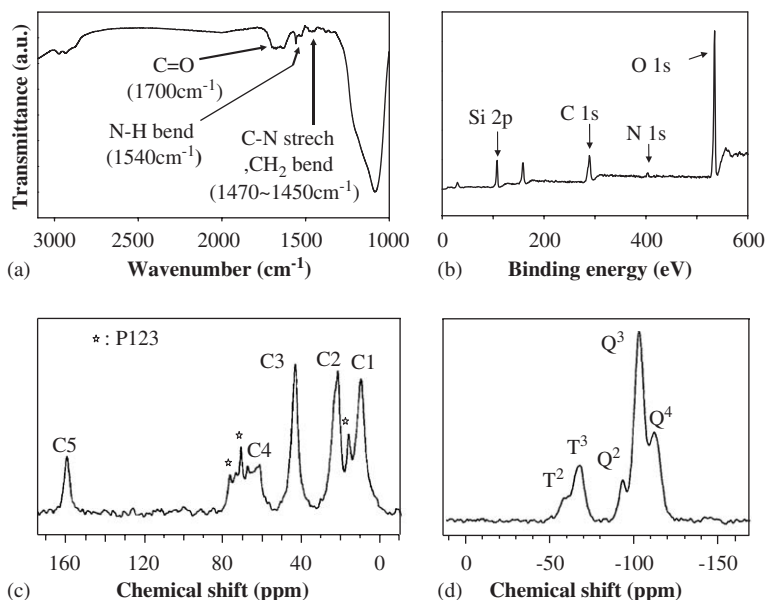 Transmittance (a.u.)
C=O
(1700cm⁻¹)
N-H bend
(1540cm⁻¹)
C-N strech
,CH₂ bend
(1470~1450cm⁻¹)
3000 2000 1500 1000
(a) Wavenumber (cm⁻¹)
Si 2p
C 1s
N 1s
O 1s
0 200 400 600
(b) Binding energy (eV)
☆: P123
C5
☆
☆
C4
C3
C2
☆
C1
160 120 80 40 0
(c) Chemical shift (ppm)
T²
T³
Q²
Q³
Q⁴
0 -50 -100 -150
(d) Chemical shift (ppm)